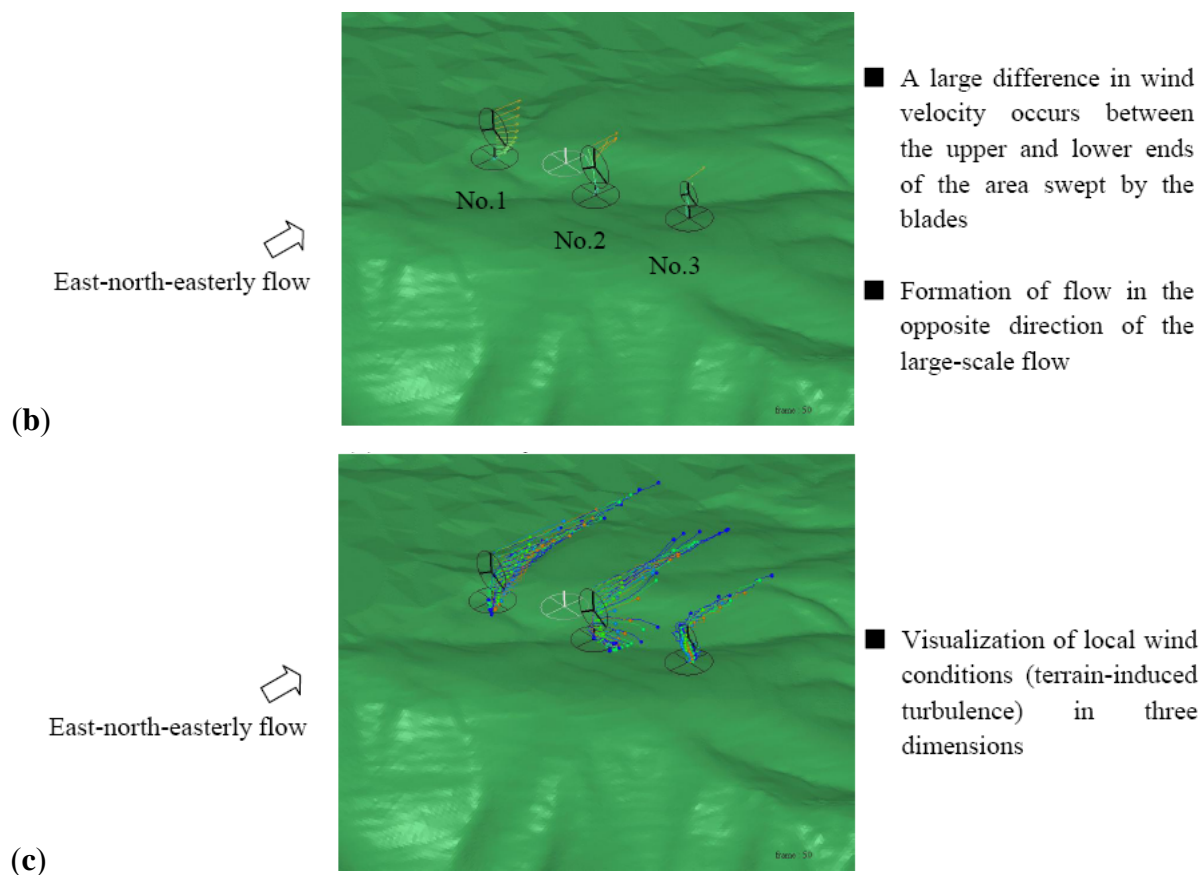 ■ A large difference in wind
velocity occurs between
the upper and lower ends
of the area swept by the
blades
No.1
No.2
No.3
East-north-easterly flow
■ Formation of flow in the
opposite direction of the
large-scale flow
frame : 50
(b)
East-north-easterly flow
■ Visualization of local wind
conditions (terrain-induced
turbulence) in three
dimensions
frame : 50
(c)